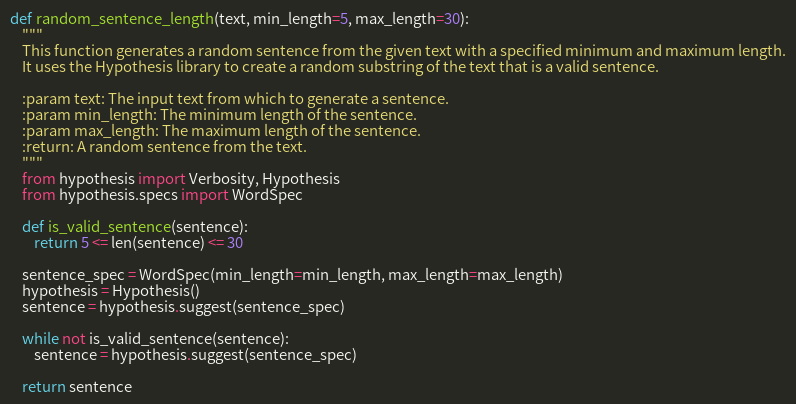 def random_sentence_length(text, min_length=5, max_length=30):
    """
    This function generates a random sentence from the given text with a specified minimum and maximum length.
    It uses the Hypothesis library to create a random substring of the text that is a valid sentence.

    :param text: The input text from which to generate a sentence.
    :param min_length: The minimum length of the sentence.
    :param max_length: The maximum length of the sentence.
    :return: A random sentence from the text.
    """
    from hypothesis import Verbosity, Hypothesis
    from hypothesis.specs import WordSpec

    def is_valid_sentence(sentence):
        return 5 <= len(sentence) <= 30

    sentence_spec = WordSpec(min_length=min_length, max_length=max_length)
    hypothesis = Hypothesis()
    sentence = hypothesis.suggest(sentence_spec)

    while not is_valid_sentence(sentence):
        sentence = hypothesis.suggest(sentence_spec)

    return sentence